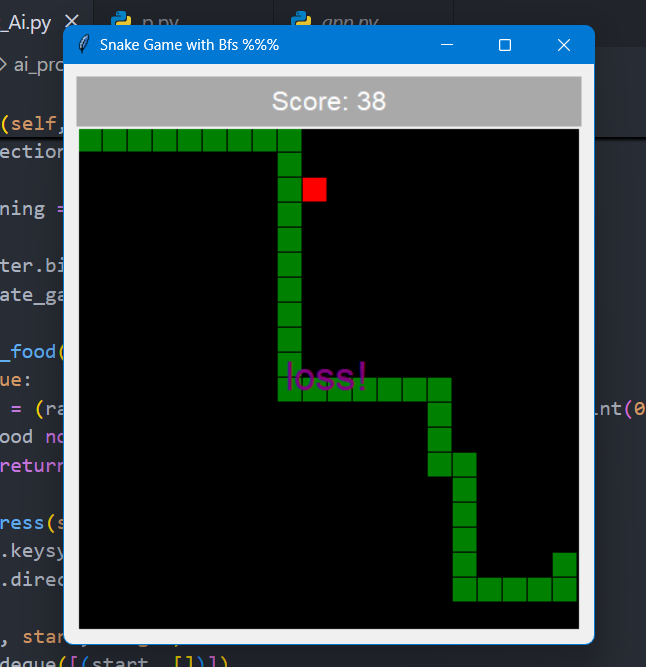 _Ai.py
p.py
app.py
Snake Game with Bfs %%%
> ai_pro
Score: 38
(self,
ection
ning =
ter.bi
ate_ga
loss!
_food(
ue:
= (ra
int(0
ood no
return
ress(s
.keysy
.direc
, star
deque([(start, [])])